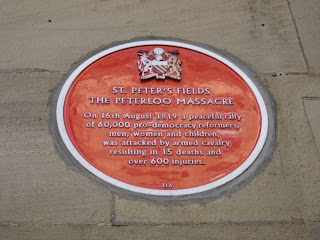 ST. PETER'S FIELDS
THE PETERLOO MASSACRE
On 16th August 1819 a peaceful rally
of 60,000 pro-democracy reformers,
men, women and children,
was attacked by armed cavalry
resulting in 15 deaths and
over 600 injuries.